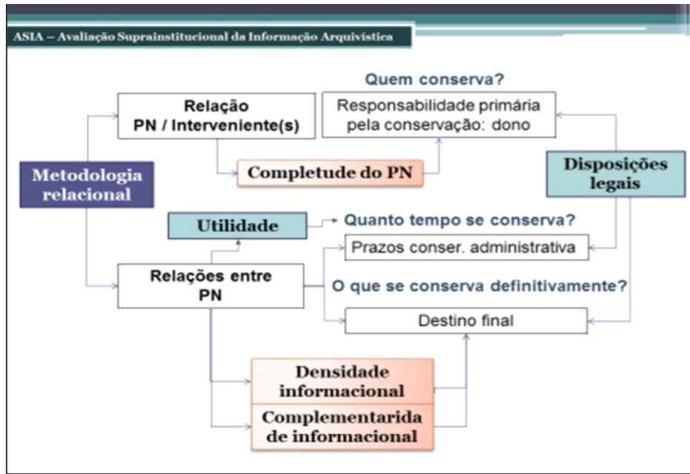 ASIA – Avaliação Suprainstitucional da Informação Arquivística
Quem conserva?
Relação
PN / Interveniente(s)
Responsabilidade primária
pela conservação: dono
Metodologia
relacional
Completude do PN
Disposições
legais
Utilidade
Quanto tempo se conserva?
Prazos conser. administrativa
Relações entre
PN
O que se conserva definitivamente?
Destino final
Densidade
informacional
Complementarida
de informacional